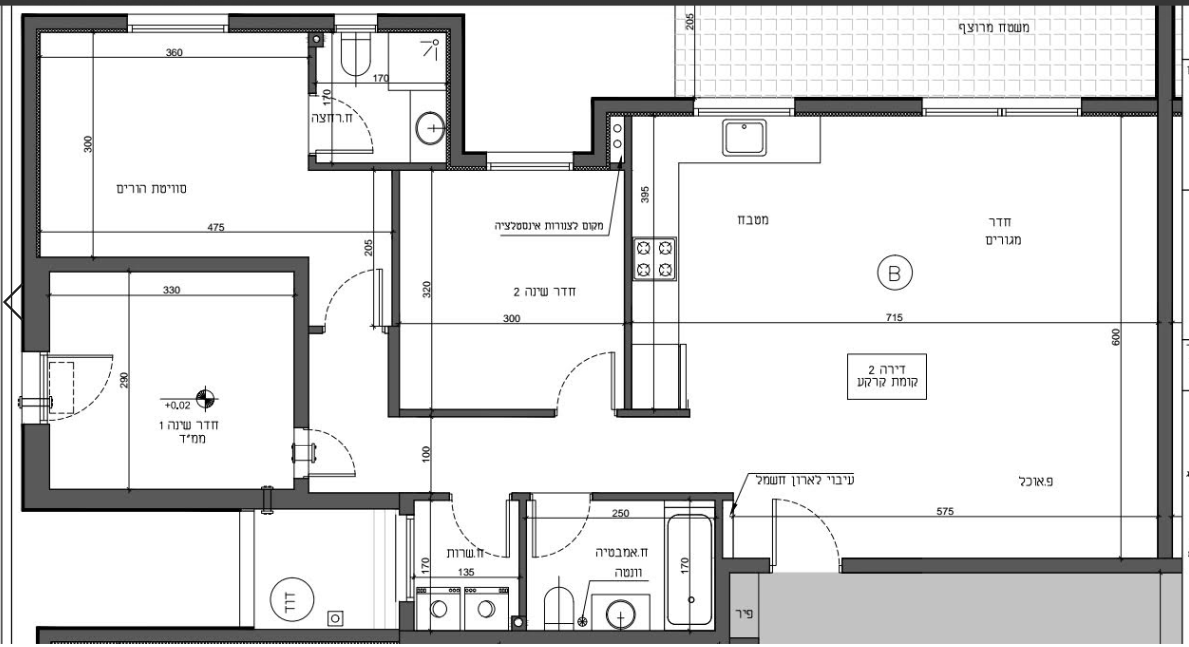 205
משטח מרוצף
360
170
170
ח.רחצה
300
סוויטת הורים
475
205
395
מקום לצנורות אינסטלציה
מטבח
חדר
מגורים
B
330
320
חדר שינה 2
300
715
600
290
+0.02
חדר שינה 1
ממ"ד
דירה 2
קומת קרקע
100
עיבוי לארון חשמל
פ.אוכל
575
250
ח.שרות
170
135
ח.אמבטיה
וונטה
170
דוד
פיר